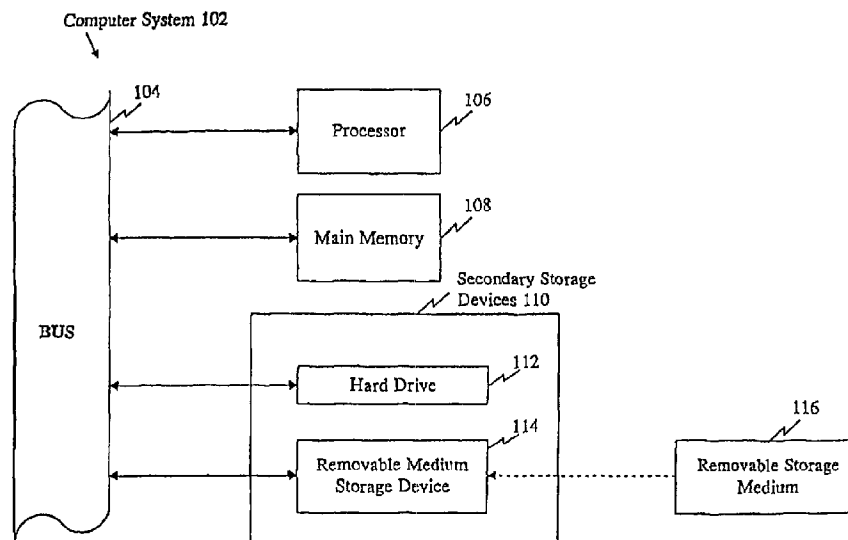 Computer System 102
104
106
Processor
108
Main Memory
Secondary Storage
Devices 110
BUS
112
Hard Drive
114
116
Removable Medium
Storage Device
Removable Storage
Medium